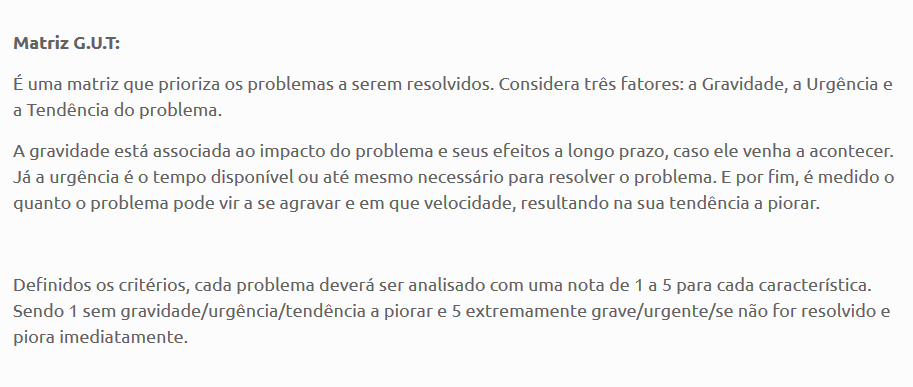 Matriz G.U.T:
É uma matriz que prioriza os problemas a serem resolvidos. Considera três fatores: a Gravidade, a Urgência e
a Tendência do problema.
A gravidade está associada ao impacto do problema e seus efeitos a longo prazo, caso ele venha a acontecer.
Já a urgência é o tempo disponível ou até mesmo necessário para resolver o problema. E por fim, é medido o
quanto o problema pode vir a se agravar e em que velocidade, resultando na sua tendência a piorar.
Definidos os critérios, cada problema deverá ser analisado com uma nota de 1 a 5 para cada característica.
Sendo 1 sem gravidade/urgência/tendência a piorar e 5 extremamente grave/urgente/se não for resolvido e
piora imediatamente.